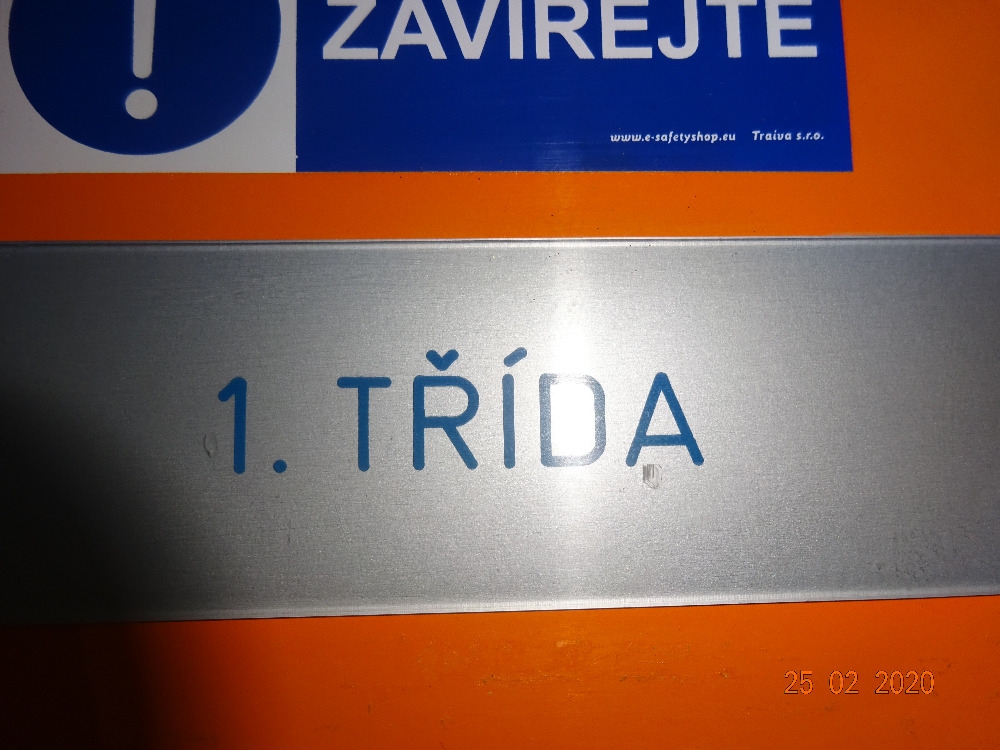 ZAVÍREJTE
www.e-safetyshop.eu Traiva s.r.o.
1. TŘÍDA
25 02 2020